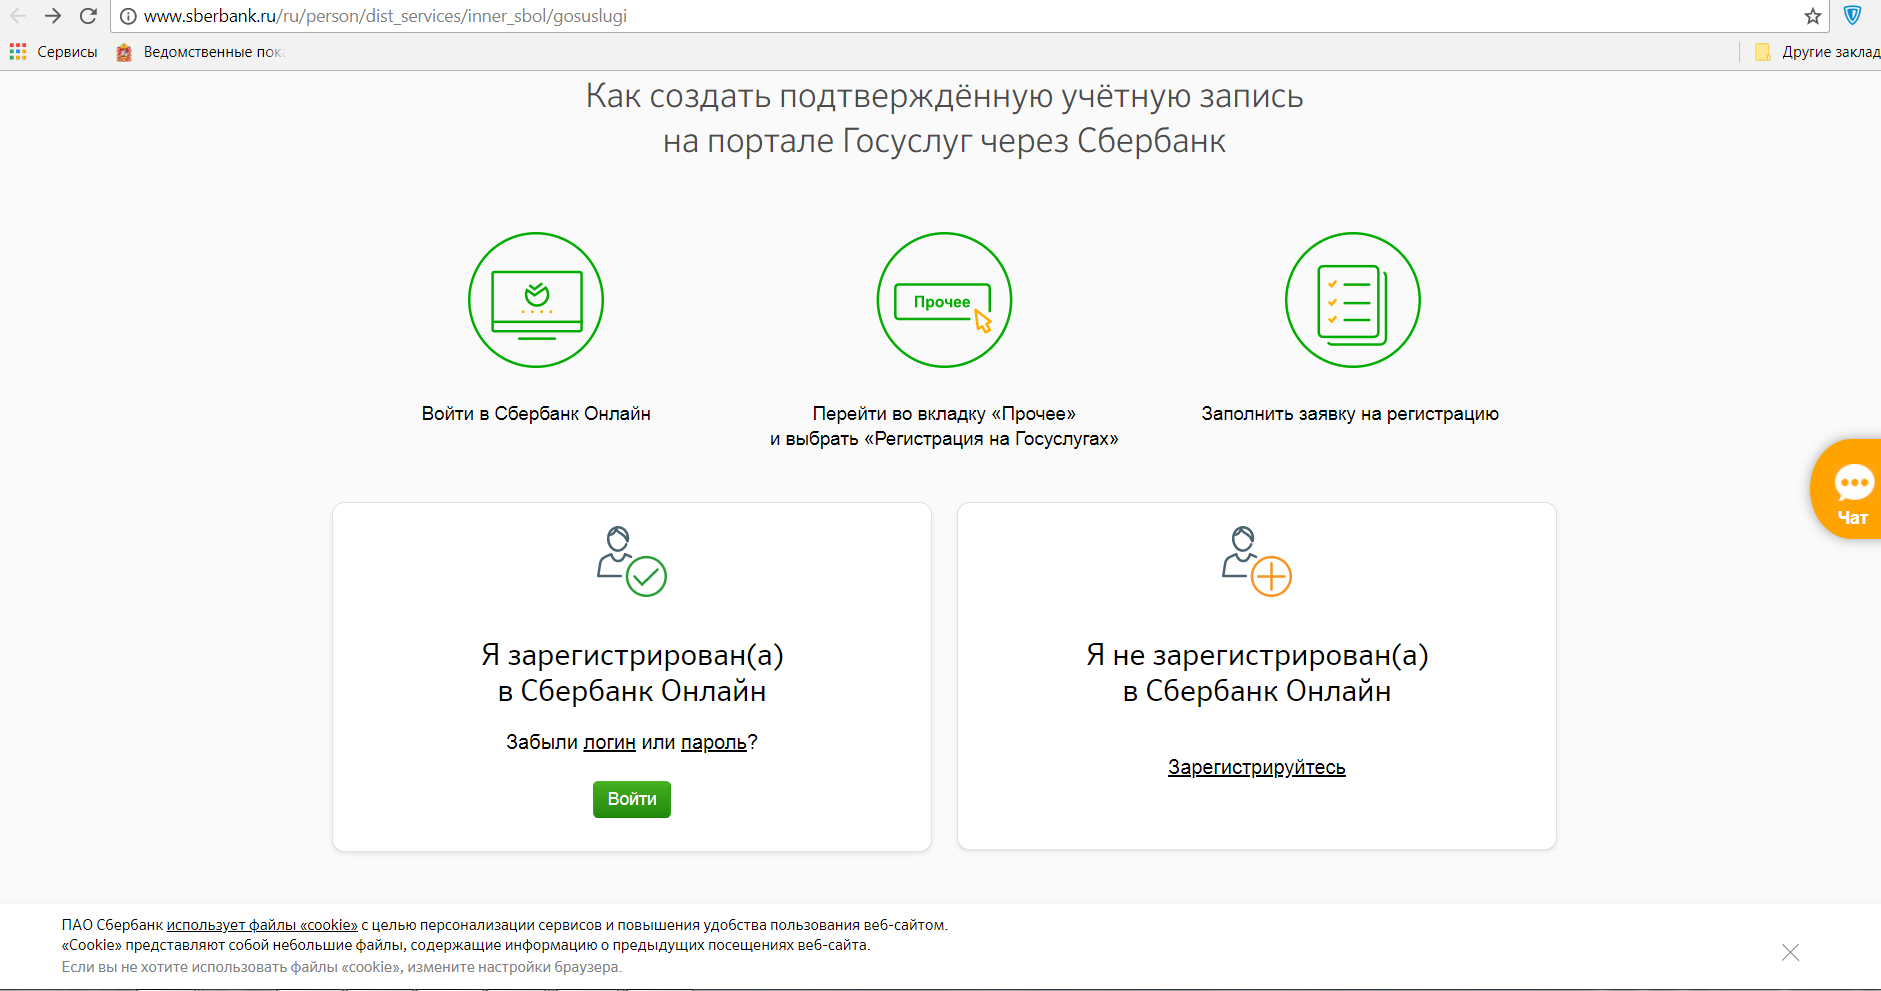 www.sberbank.ru/ru/person/dist_services/inner_sbol/gosuslugi
Сервисы
Ведомственные
Другие заклад
Как создать подтверждённую учётную запись
на портале Госуслуг через Сбербанк
Прочее
Войти в Сбербанк Онлайн
Перейти во вкладку «Прочее»
и выбрать «Регистрация на Госуслугах»
Заполнить заявку на регистрацию
Чат
Я зарегистрирован(а)
в Сбербанк Онлайн
Забыли логин или пароль?
Войти
Я не зарегистрирован(а)
в Сбербанк Онлайн
Зарегистрируйтесь
ПАО Сбербанк использует файлы «cookie» с целью персонализации сервисов и повышения удобства пользования веб-сайтом.
«Cookie» представляют собой небольшие файлы, содержащие информацию о предыдущих посещениях веб-сайта.
Если вы не хотите использовать файлы «cookie», измените настройки браузера.